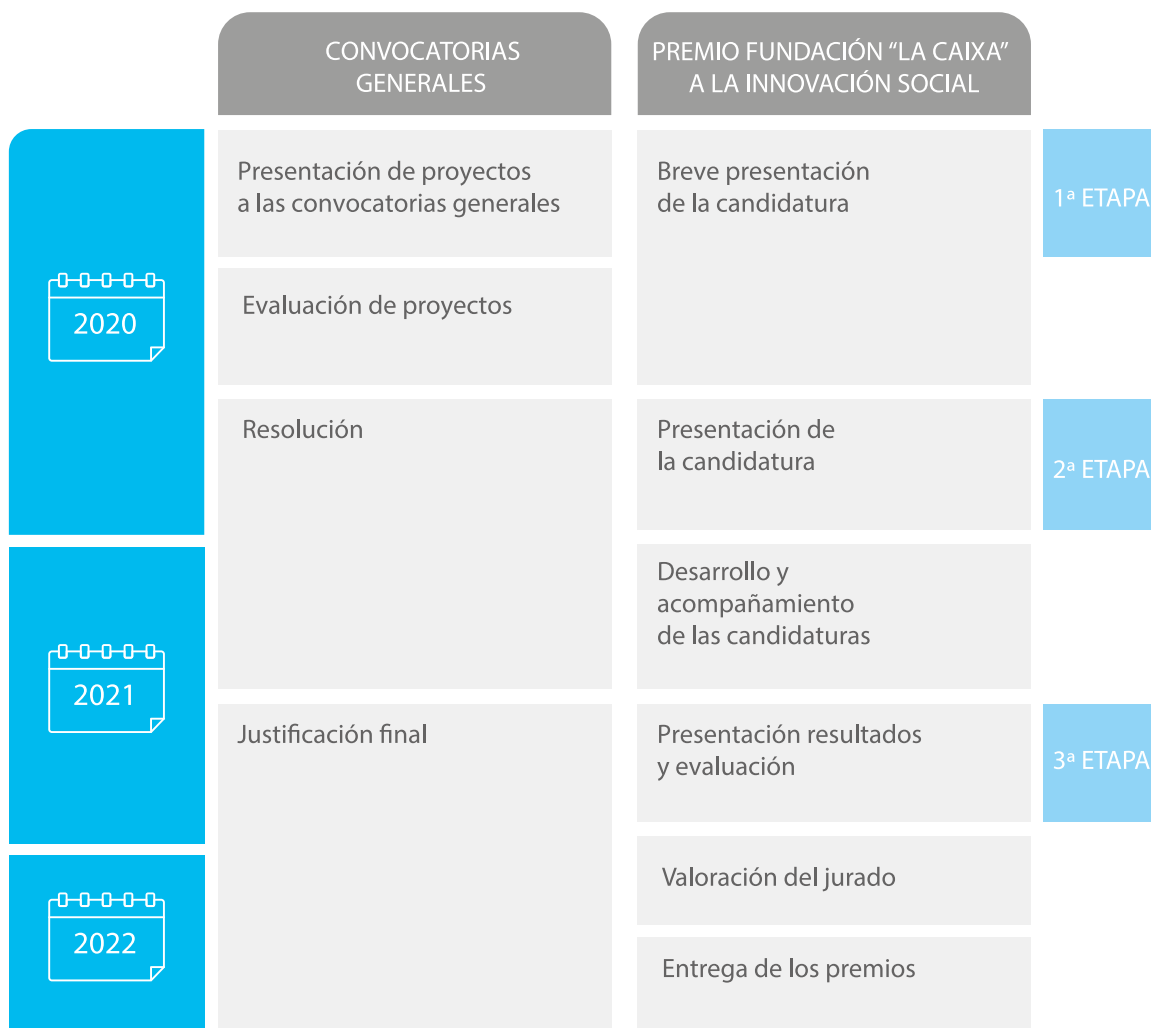 CONVOCATORIAS
GENERALES
PREMIO FUNDACIÓN “LA CAIXA”
A LA INNOVACIÓN SOCIAL
2020
Presentación de proyectos
a las convocatorias generales
Breve presentación
de la candidatura
1ª ETAPA
Evaluación de proyectos
Resolución
Presentación de
la candidatura
2ª ETAPA
2021
Desarrollo y
acompañamiento
de las candidaturas
Justificación final
Presentación resultados
y evaluación
3ª ETAPA
2022
Valoración del jurado
Entrega de los premios